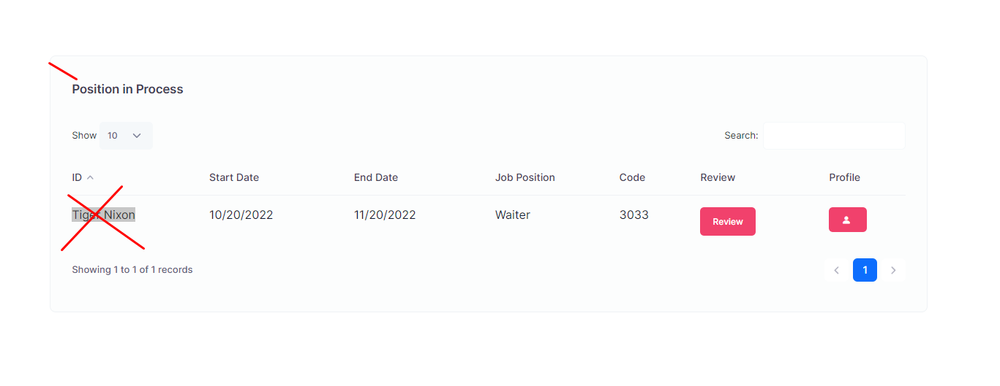 Position in Process
Show 10 Search:
ID Start Date End Date Job Position Code Review Profile
Tiger Nixon 10/20/2022 11/20/2022 Waiter 3033 Review
Showing 1 to 1 of 1 records 1